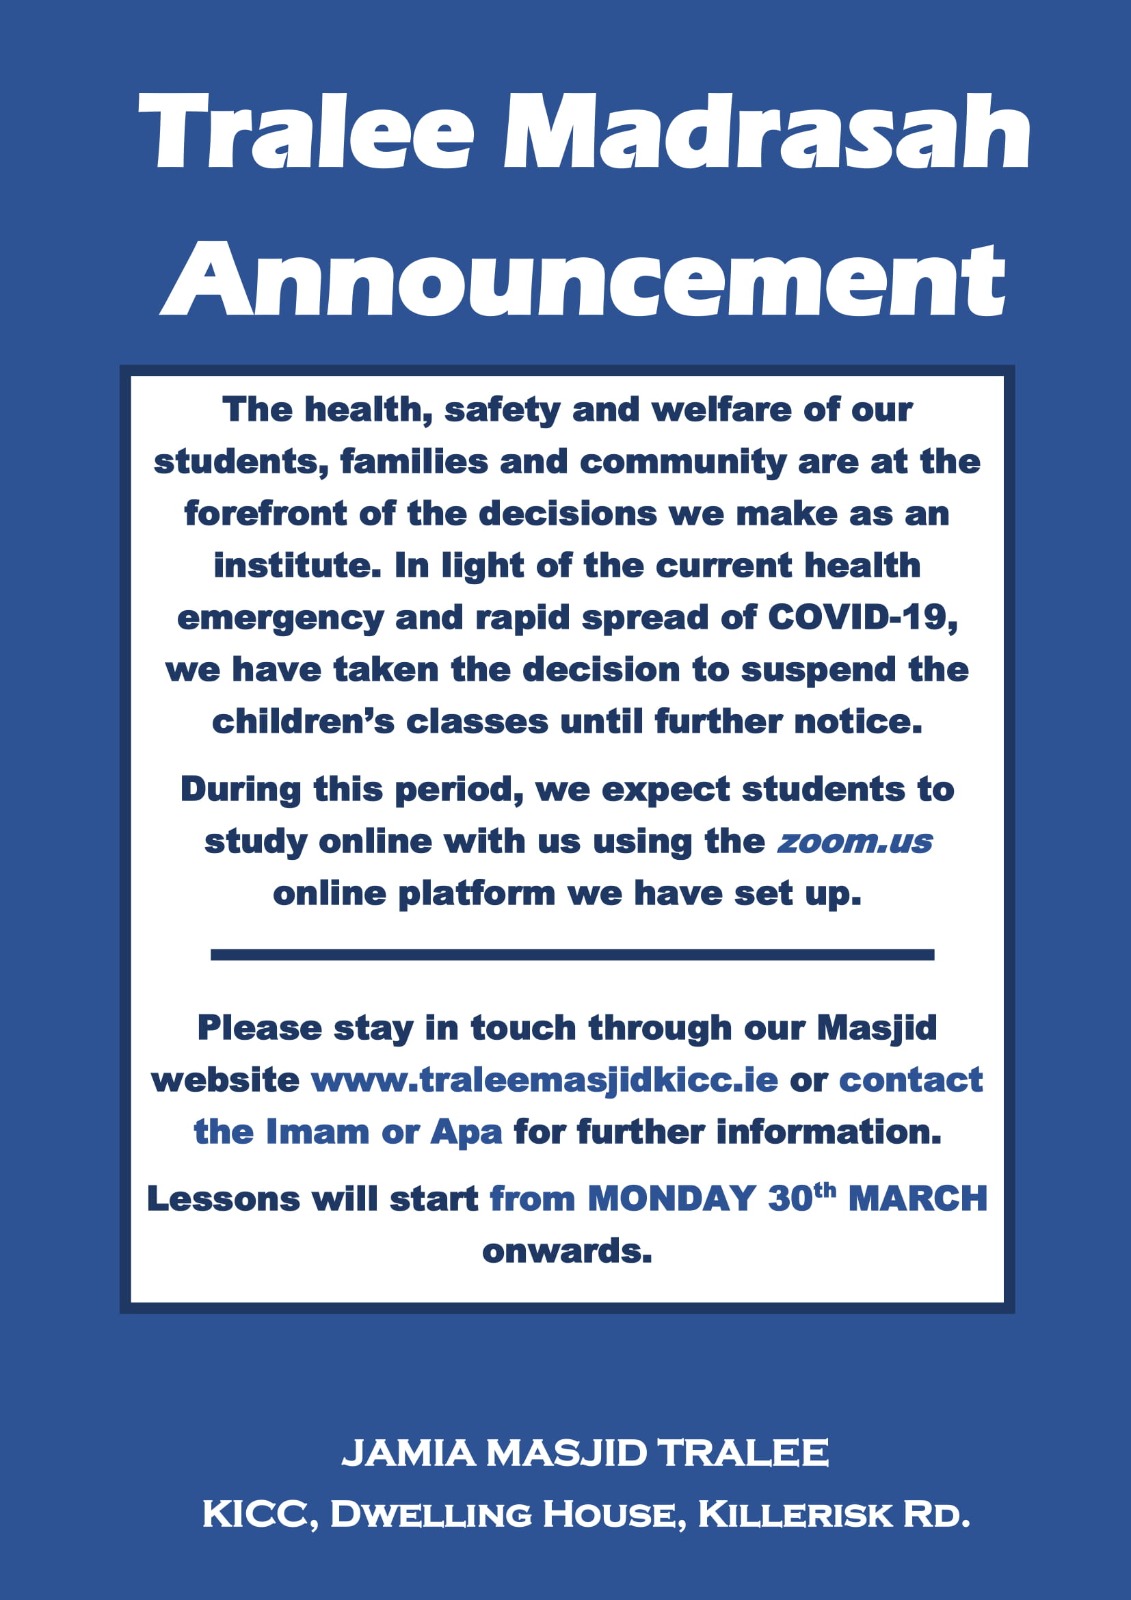 Tralee Madrasah
Announcement
The health, safety and welfare of our
students, families and community are at the
forefront of the decisions we make as an
institute. In light of the current health
emergency and rapid spread of COVID-19,
we have taken the decision to suspend the
children’s classes until further notice.
During this period, we expect students to
study online with us using the zoom.us
online platform we have set up.
Please stay in touch through our Masjid
website www.traleemasjidkicc.ie or contact
the Imam or Apa for further information.
Lessons will start from MONDAY 30th MARCH
onwards.
JAMIA MASJID TRALEE
KICC, DWELLING HOUSE, KILLERISK RD.